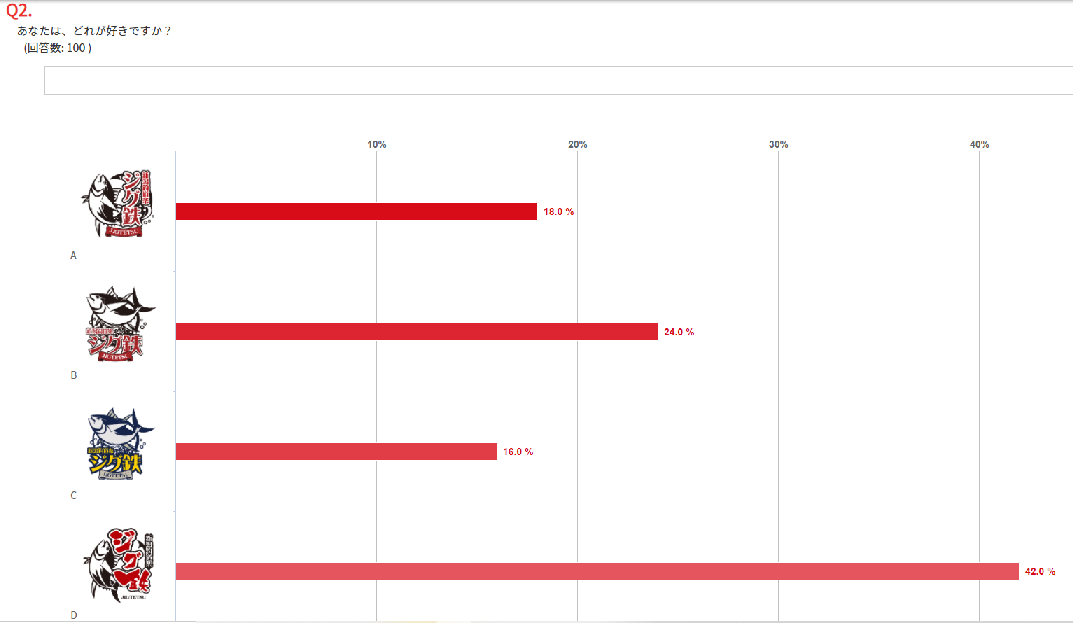 Q2.
あなたは、どれが好きですか？
(回答数: 100 )
10%
20%
30%
40%
ジグ鉄
18.0 %
A
ジグ鉄
24.0 %
B
ジグ鉄
16.0 %
C
ジグ鉄
42.0 %
D